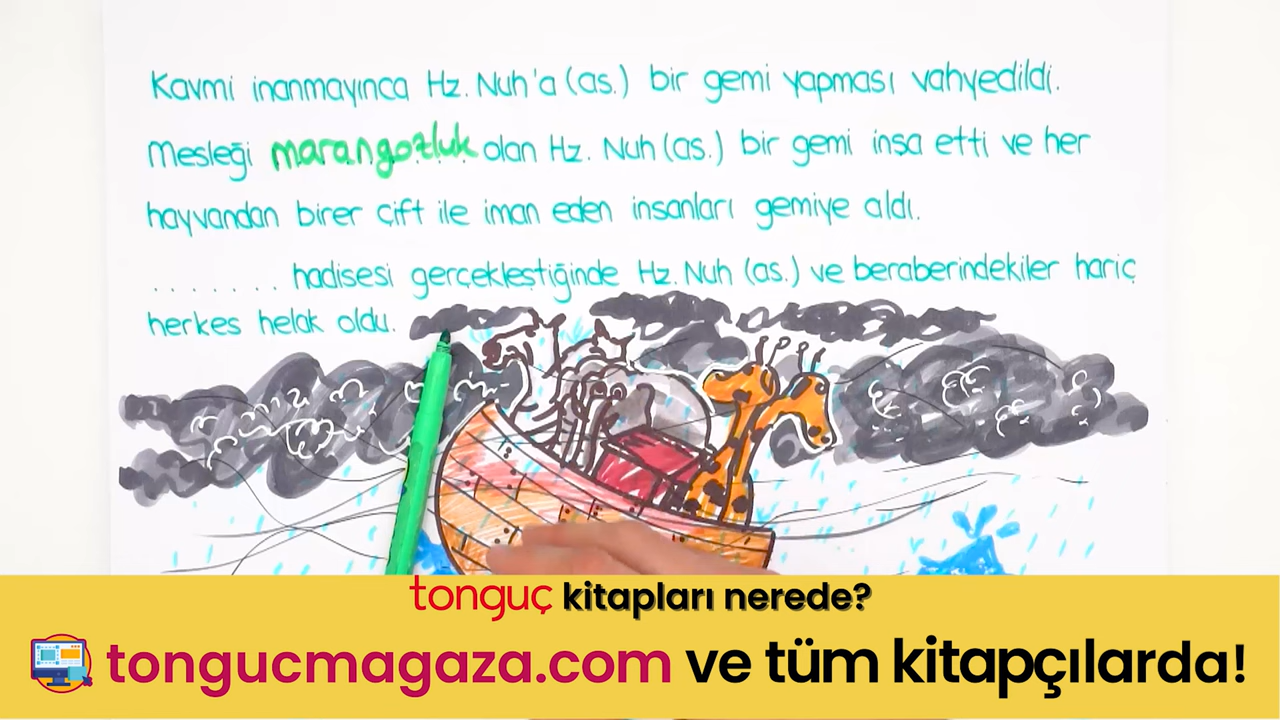 Kavmi inanmayınca Hz. Nuh'a (as.) bir gemi yapması vahyedildi.
Mesleği marangozluk olan Hz. Nuh (as.) bir gemi inşa etti ve her
hayvandan birer çift ile iman eden insanları gemiye aldı.
....... hadisesi gerçekleştiğinde Hz. Nuh (as.) ve beraberindekiler hariç
herkes helak oldu.
tonguç kitapları nerede?
tongucmagaza.com ve tüm kitapçılarda!